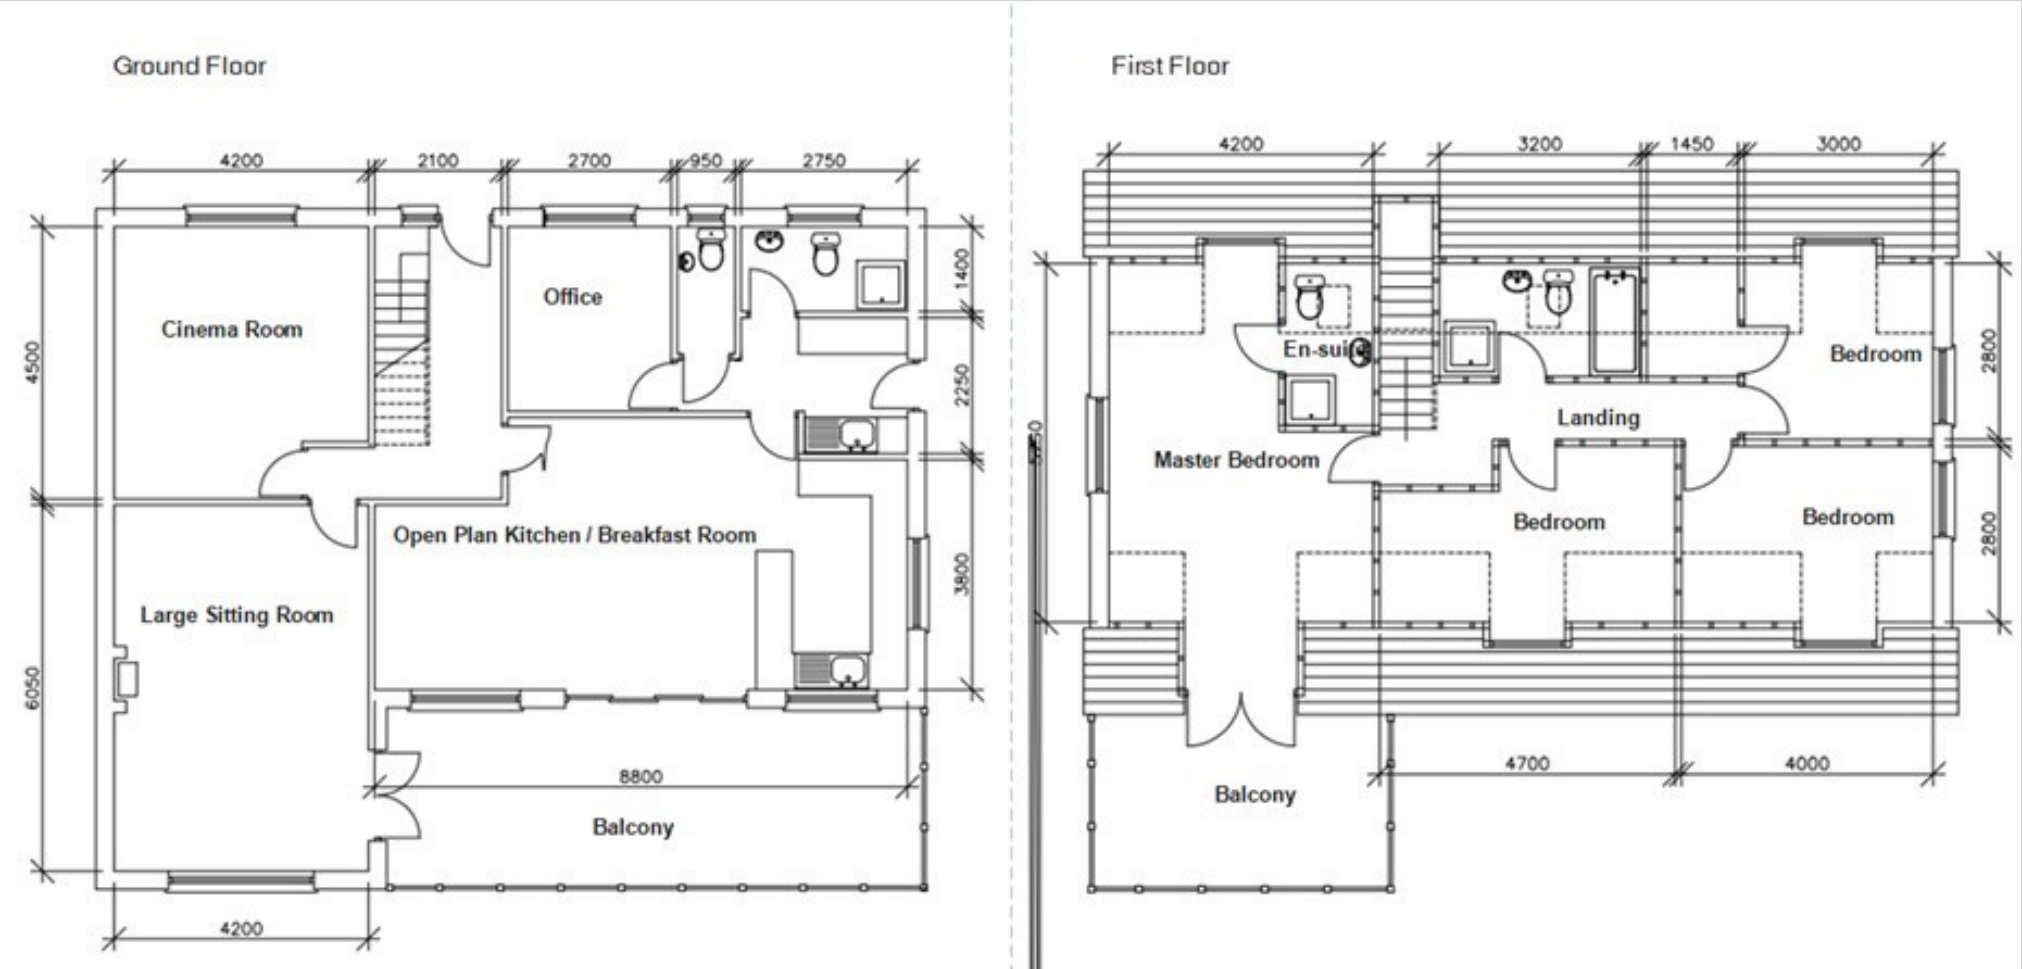 Ground Floor
4200
2100
2700
950
2750
4500
6050
1400
2250
3800
Cinema Room
Office
Open Plan Kitchen / Breakfast Room
Large Sitting Room
8800
Balcony
4200
First Floor
4200
3200
1450
3000
2800
2800
En-suite
Bedroom
Landing
Master Bedroom
Bedroom
Bedroom
4700
4000
Balcony